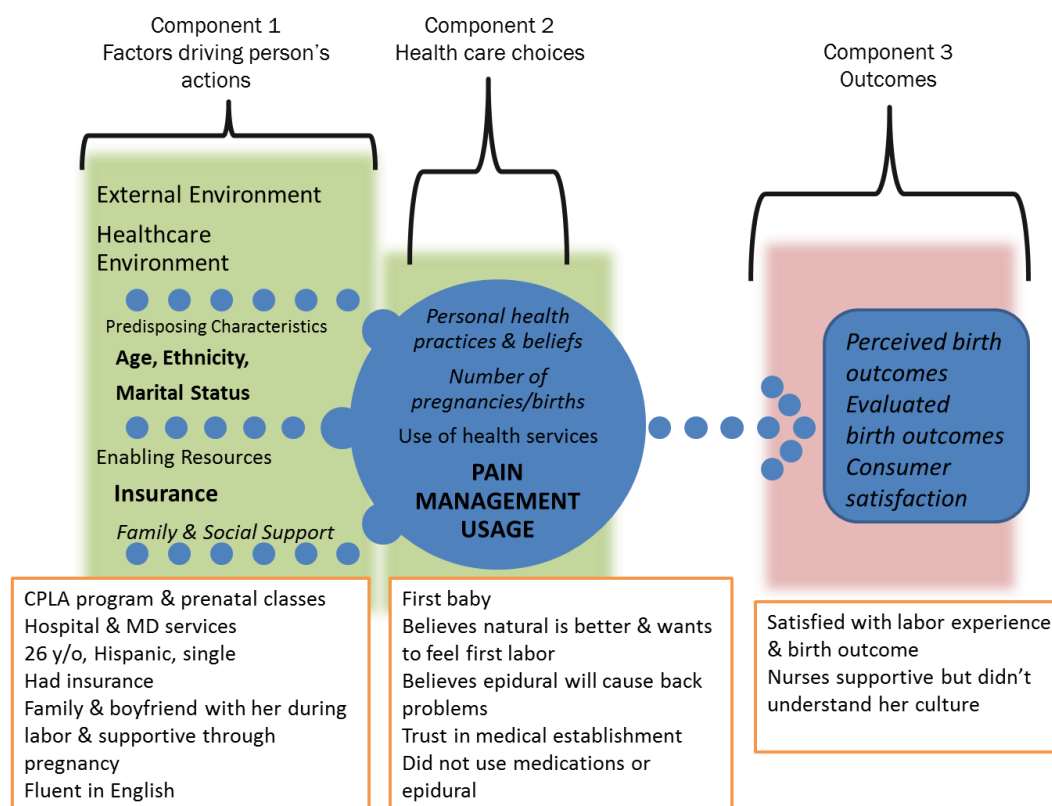 Component 1
Factors driving person's
actions
Component 2
Health care choices
Component 3
Outcomes
External Environment
Healthcare
Environment
Predisposing Characteristics
Age, Ethnicity,
Marital Status
Enabling Resources
Insurance
Family & Social Support
Personal health
practices & beliefs
Number of
pregnancies/births
Use of health services
PAIN
MANAGEMENT
USAGE
Perceived birth
outcomes
Evaluated
birth outcomes
Consumer
satisfaction
CPLA program & prenatal classes
Hospital & MD services
26 y/o, Hispanic, single
Had insurance
Family & boyfriend with her during
labor & supportive through
pregnancy
Fluent in English
First baby
Believes natural is better & wants
to feel first labor
Believes epidural will cause back
problems
Trust in medical establishment
Did not use medications or
epidural
Satisfied with labor experience
& birth outcome
Nurses supportive but didn't
understand her culture